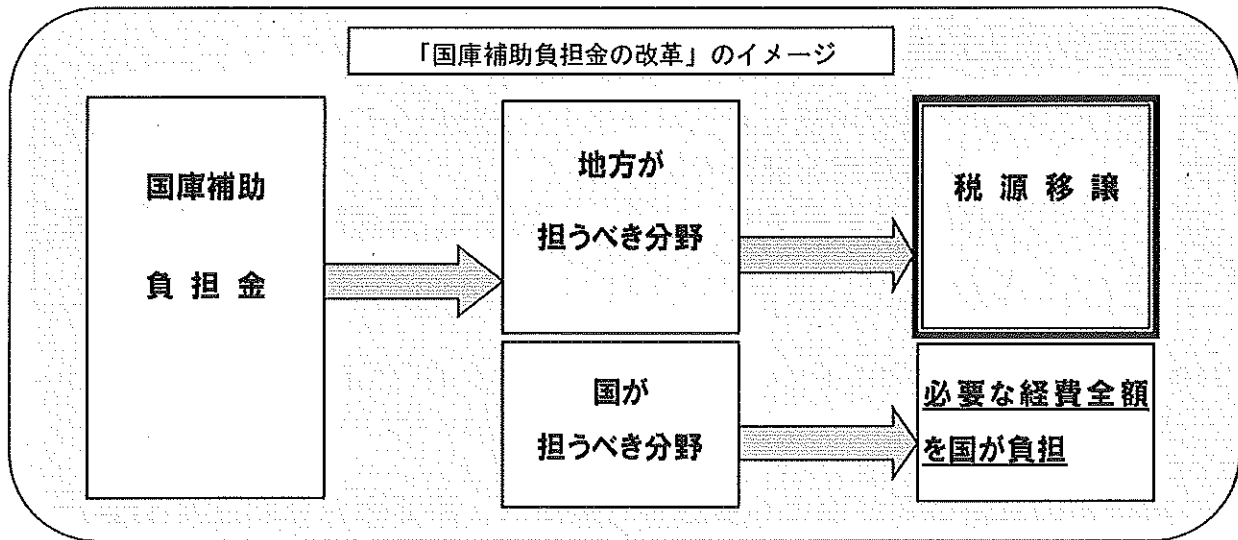 「国庫補助負担金の改革」のイメージ
国庫補助
負担金
地方が
担うべき分野
税源移譲
国が
担うべき分野
必要な経費全額
を国が負担